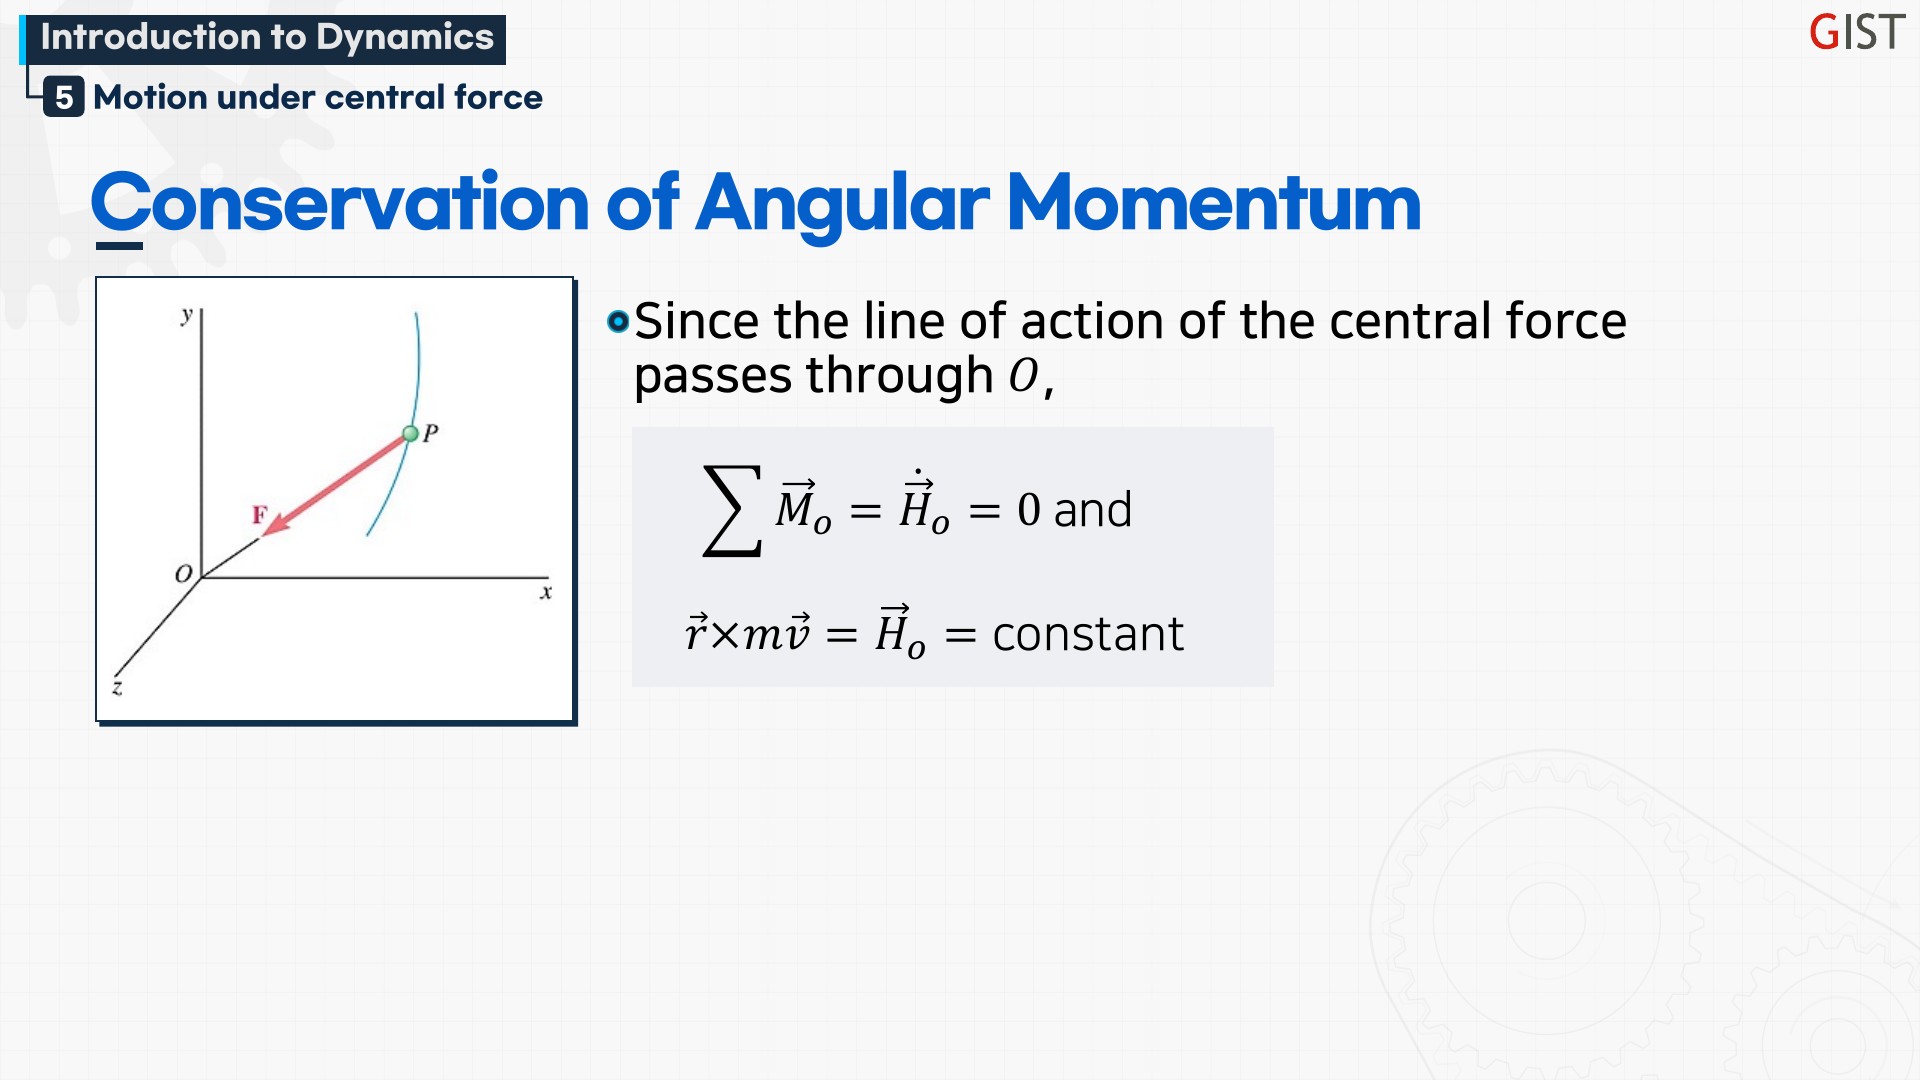 Introduction to Dynamics
GIST
5 Motion under central force
Conservation of Angular Momentum
y
P
F
O
x
z
Since the line of action of the central force
passes through O,
∑ M⃗ₒ = Ḣ⃗ₒ = 0 and
r⃗×mv⃗ = H⃗ₒ = constant